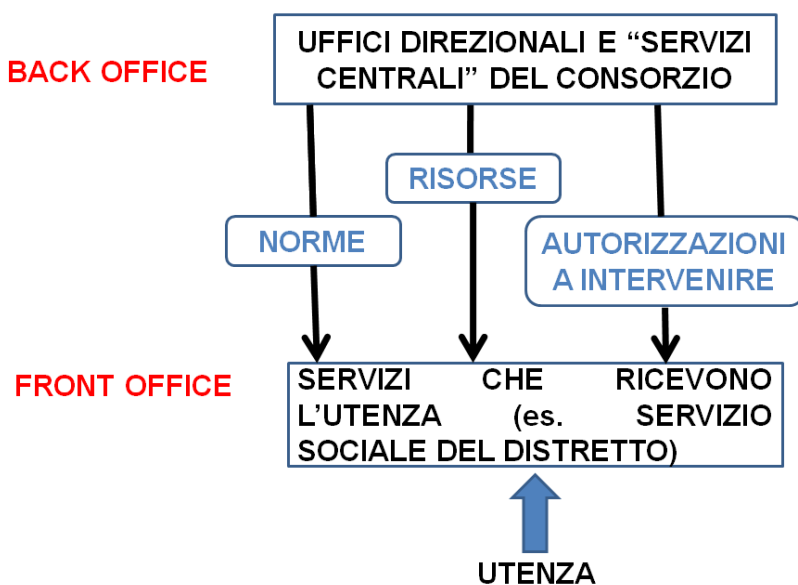 BACK OFFICE
UFFICI DIREZIONALI E “SERVIZI
CENTRALI” DEL CONSORZIO
RISORSE
NORME
AUTORIZZAZIONI
A INTERVENIRE
FRONT OFFICE
SERVIZI CHE RICEVONO
L’UTENZA (es. SERVIZIO
SOCIALE DEL DISTRETTO)
UTENZA